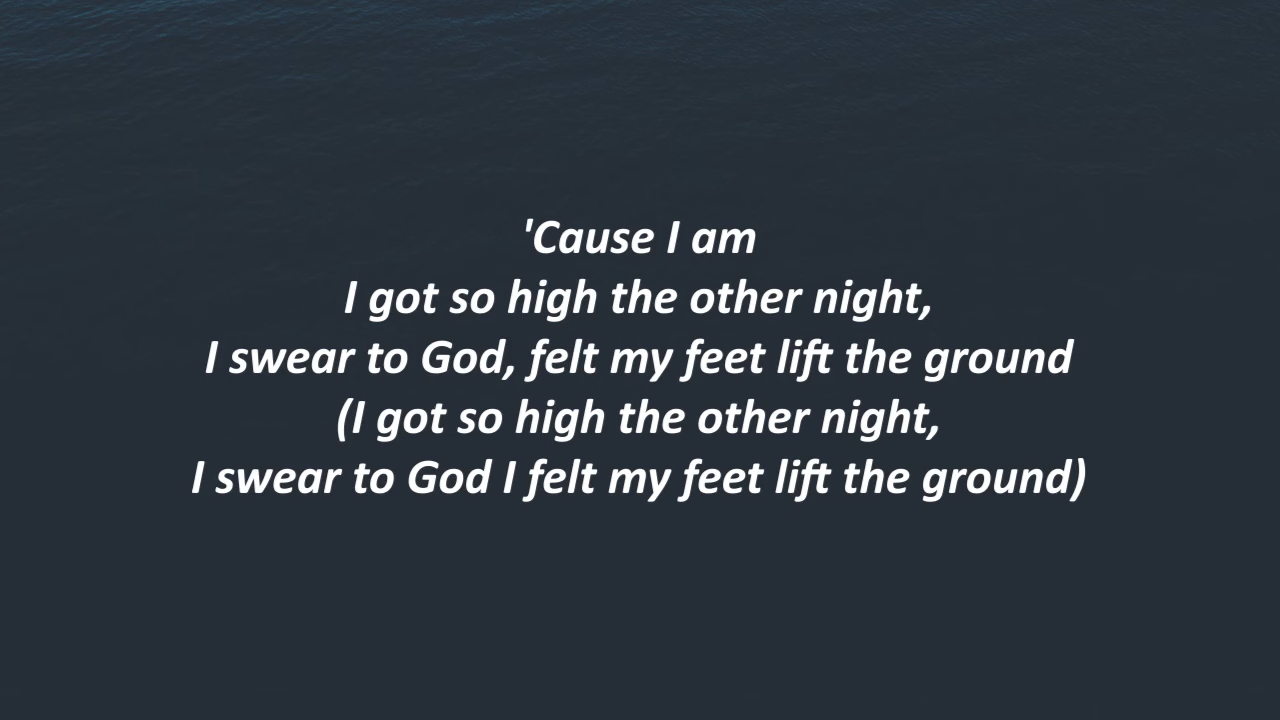 'Cause I am
I got so high the other night,
I swear to God, felt my feet lift the ground
(I got so high the other night,
I swear to God I felt my feet lift the ground)